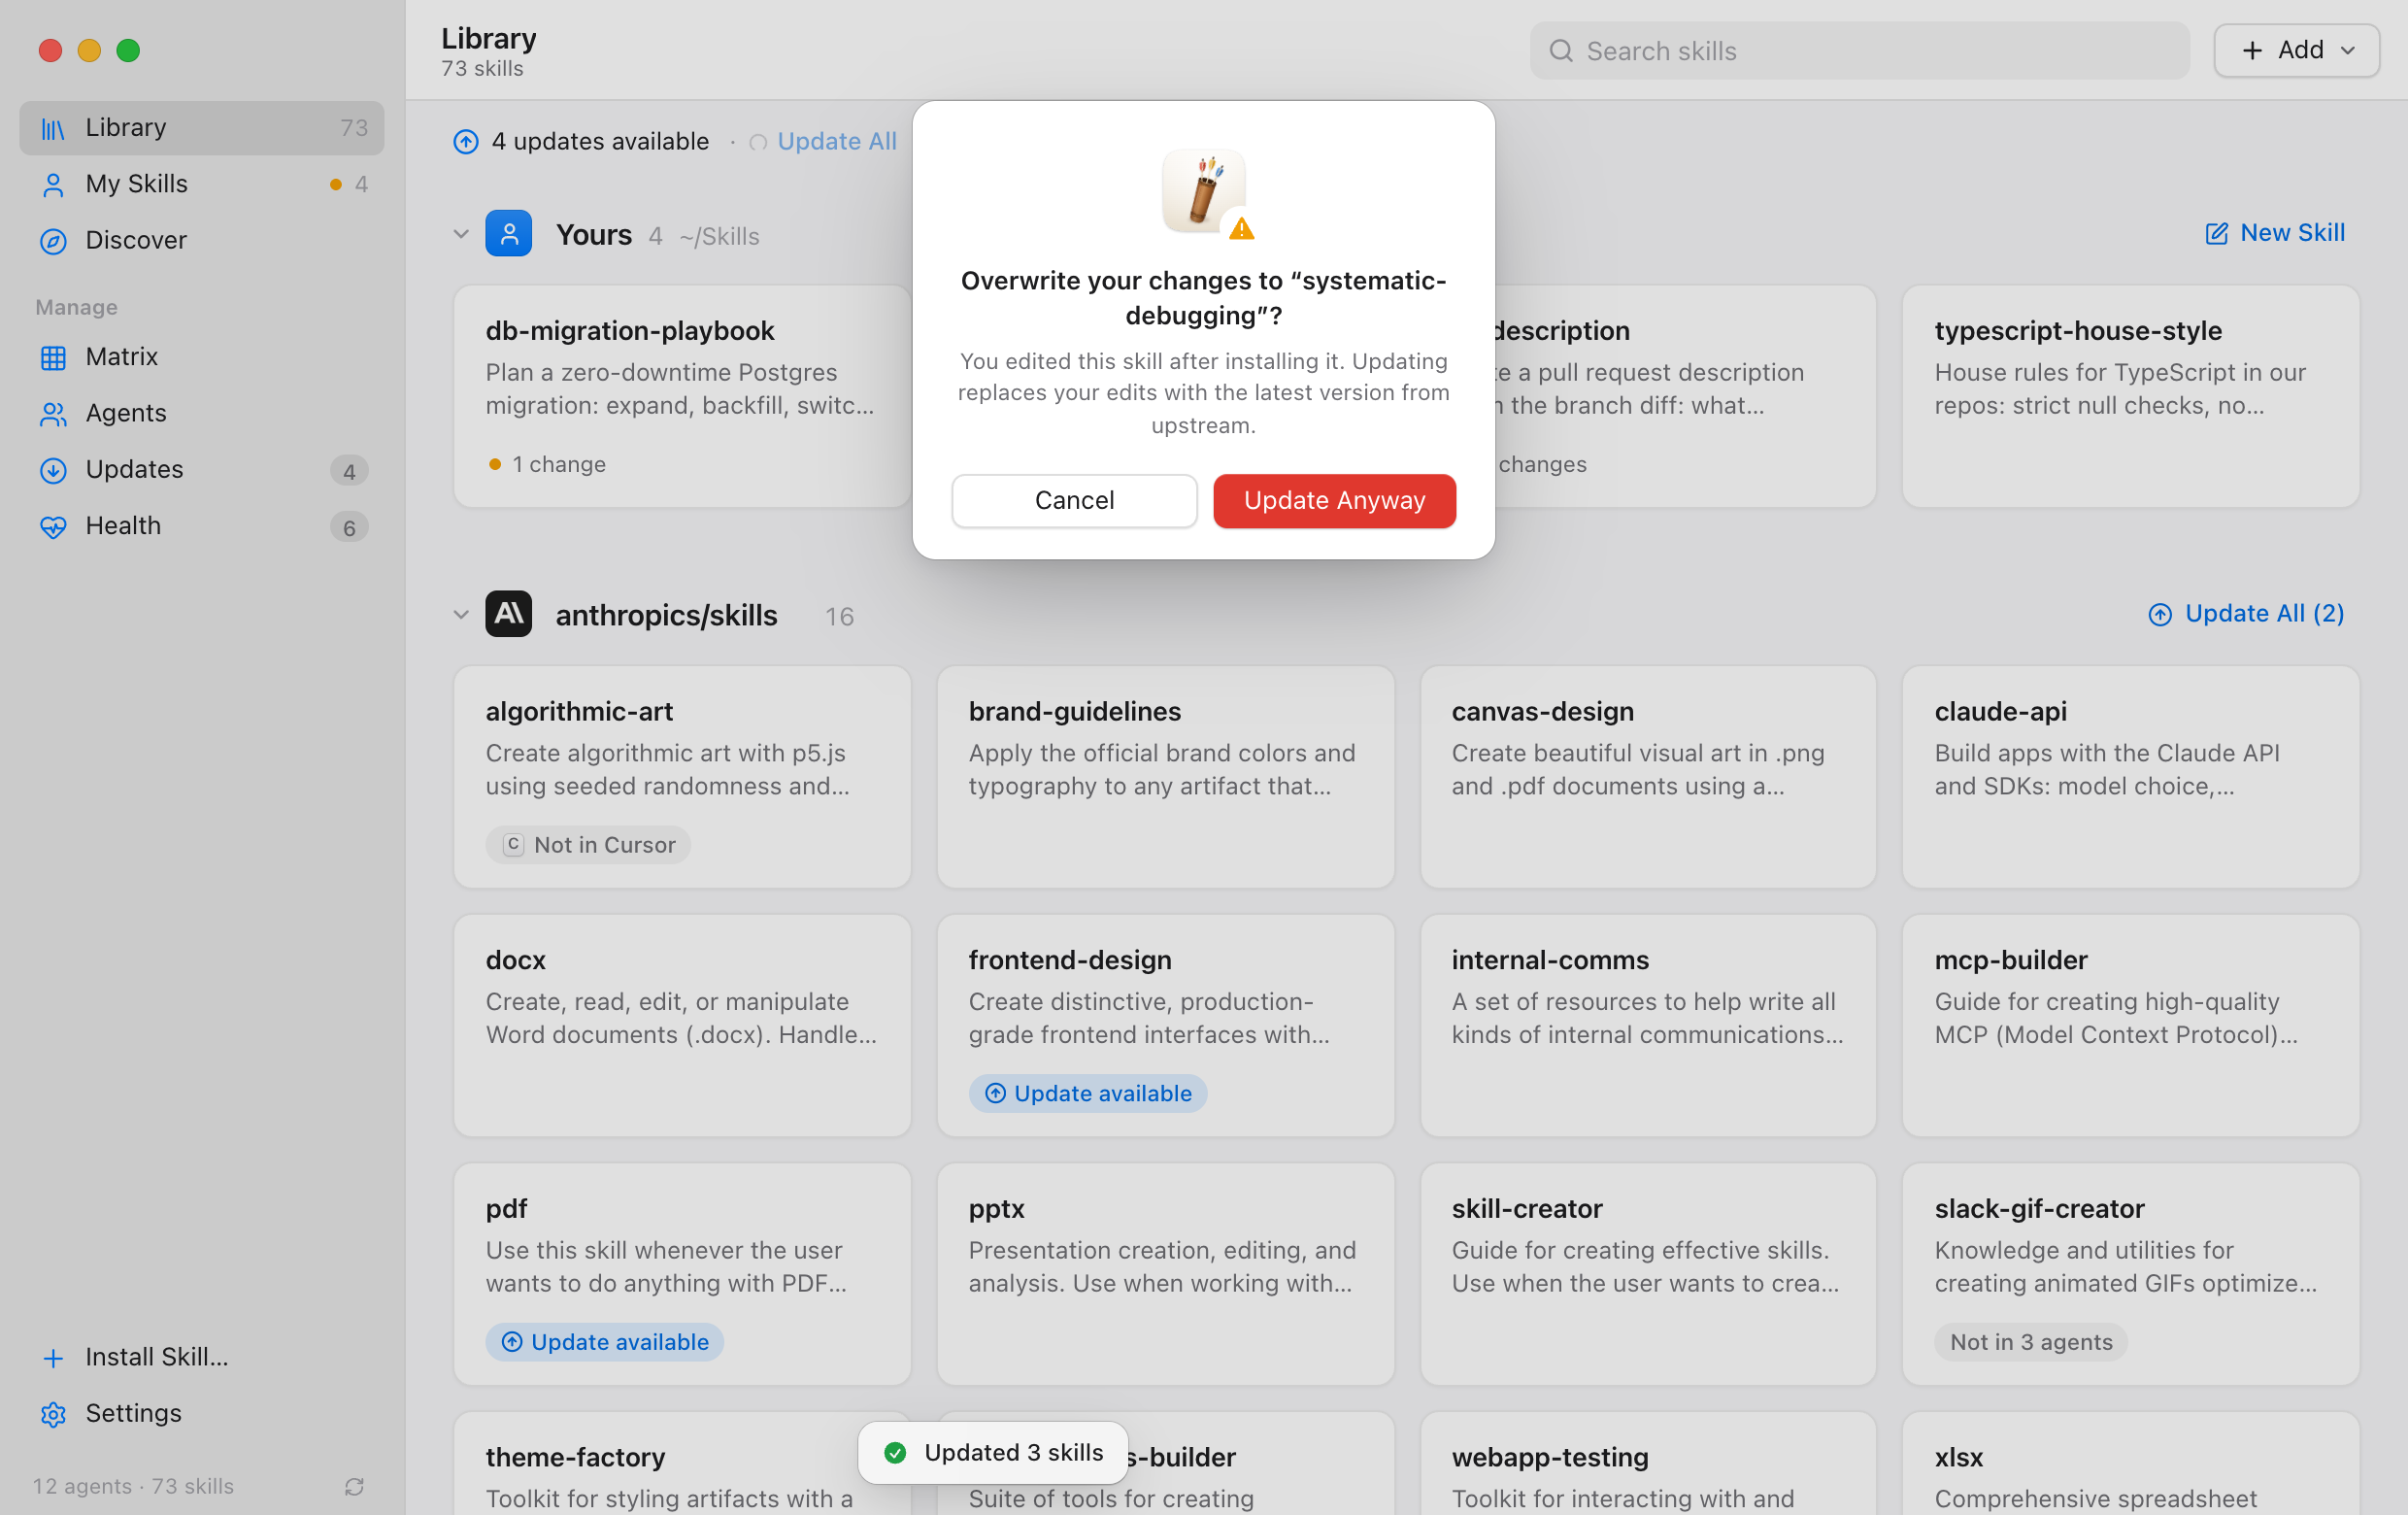 Library
73 skills
Search skills
Add
Library 73
My Skills 4
Discover
Manage
Matrix
Agents
Updates 4
Health 6
Install Skill...
Settings
12 agents · 73 skills
4 updates available · Update All
Yours 4 ~/Skills
New Skill
db-migration-playbook
Plan a zero-downtime Postgres
migration: expand, backfill, switc...
1 change
description
e a pull request description
the branch diff: what...
changes
typescript-house-style
House rules for TypeScript in our
repos: strict null checks, no...
Overwrite your changes to “systematic-
debugging”?
You edited this skill after installing it. Updating
replaces your edits with the latest version from
upstream.
Cancel
Update Anyway
anthropics/skills 16
Update All (2)
algorithmic-art
Create algorithmic art with p5.js
using seeded randomness and...
C Not in Cursor
brand-guidelines
Apply the official brand colors and
typography to any artifact that...
canvas-design
Create beautiful visual art in .png
and .pdf documents using a...
claude-api
Build apps with the Claude API
and SDKs: model choice,...
docx
Create, read, edit, or manipulate
Word documents (.docx). Handle...
frontend-design
Create distinctive, production-
grade frontend interfaces with...
Update available
internal-comms
A set of resources to help write all
kinds of internal communications...
mcp-builder
Guide for creating high-quality
MCP (Model Context Protocol)...
pdf
Use this skill whenever the user
wants to do anything with PDF...
Update available
pptx
Presentation creation, editing, and
analysis. Use when working with...
skill-creator
Guide for creating effective skills.
Use when the user wants to crea...
slack-gif-creator
Knowledge and utilities for
creating animated GIFs optimize...
Not in 3 agents
theme-factory
Toolkit for styling artifacts with a
s-builder
Suite of tools for creating
webapp-testing
Toolkit for interacting with and
xlsx
Comprehensive spreadsheet
Updated 3 skills